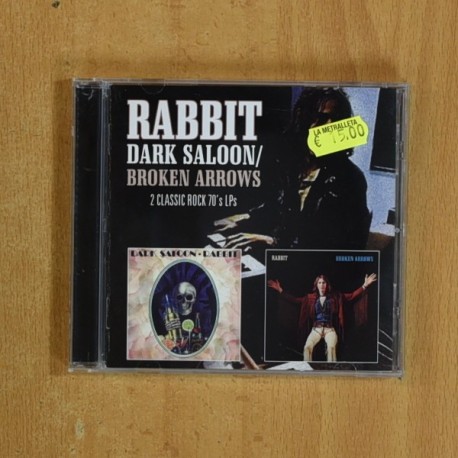 RABBIT
DARK SALOON/
BROKEN ARROWS
2 CLASSIC ROCK 70's LPs
LA METRALLETA
€ 15,00
DARK SALOON • RABBIT
RABBIT
BROKEN ARROWS